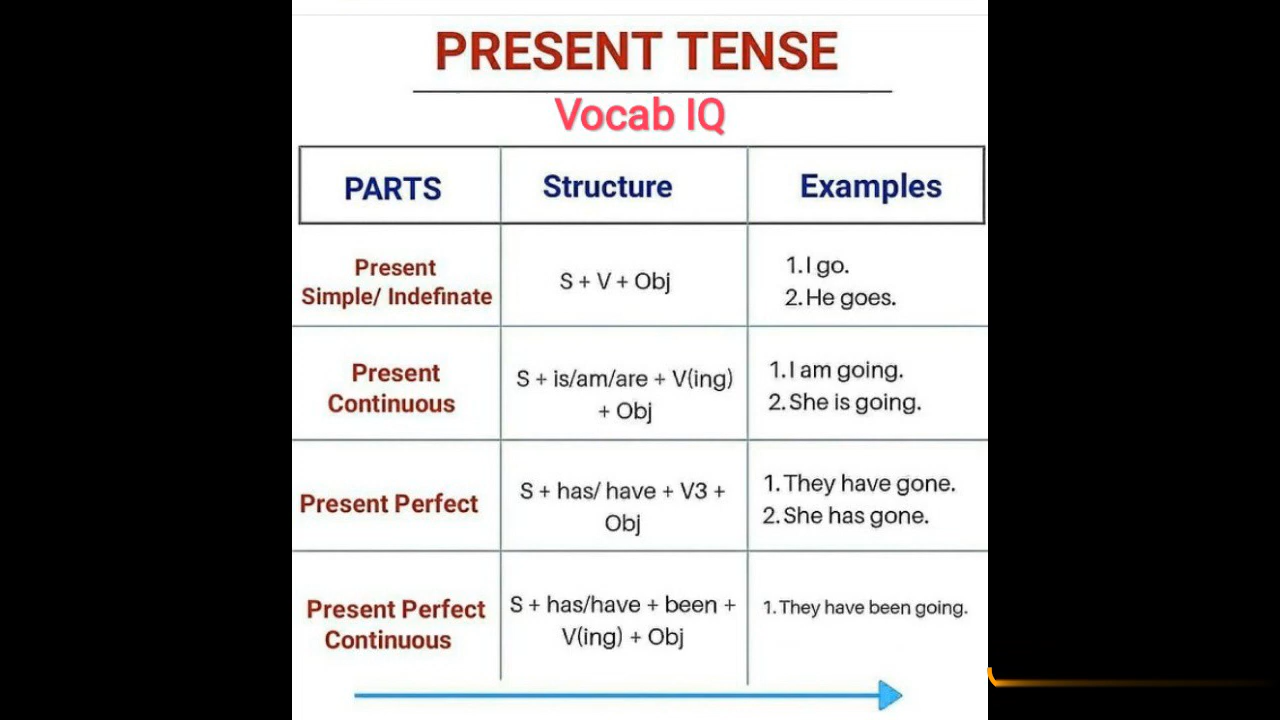 PRESENT TENSE
Vocab IQ
PARTS
Structure
Examples
Present
Simple/ Indefinate
S + V + Obj
1. I go.
2. He goes.
Present
Continuous
S + is/am/are + V(ing)
+ Obj
1. I am going.
2. She is going.
Present Perfect
S + has/ have + V3 +
Obj
1. They have gone.
2. She has gone.
Present Perfect
Continuous
S + has/have + been +
V(ing) + Obj
1. They have been going.